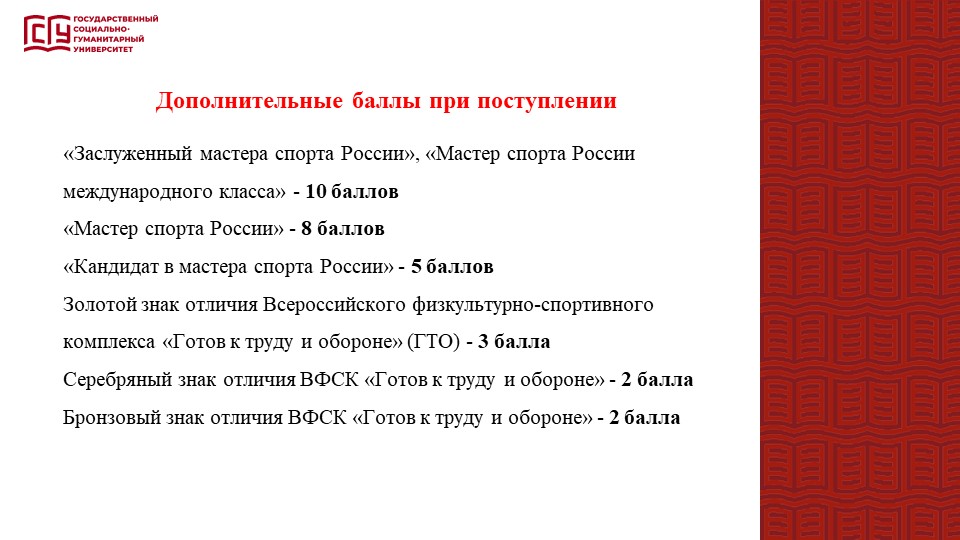 ГОСУДАРСТВЕННЫЙ
СОЦИАЛЬНО-
ГУМАНИТАРНЫЙ
УНИВЕРСИТЕТ
Дополнительные баллы при поступлении
«Заслуженный мастера спорта России», «Мастер спорта России
международного класса» - 10 баллов
«Мастер спорта России» - 8 баллов
«Кандидат в мастера спорта России» - 5 баллов
Золотой знак отличия Всероссийского физкультурно-спортивного
комплекса «Готов к труду и обороне» (ГТО) - 3 балла
Серебряный знак отличия ВФСК «Готов к труду и обороне» - 2 балла
Бронзовый знак отличия ВФСК «Готов к труду и обороне» - 2 балла